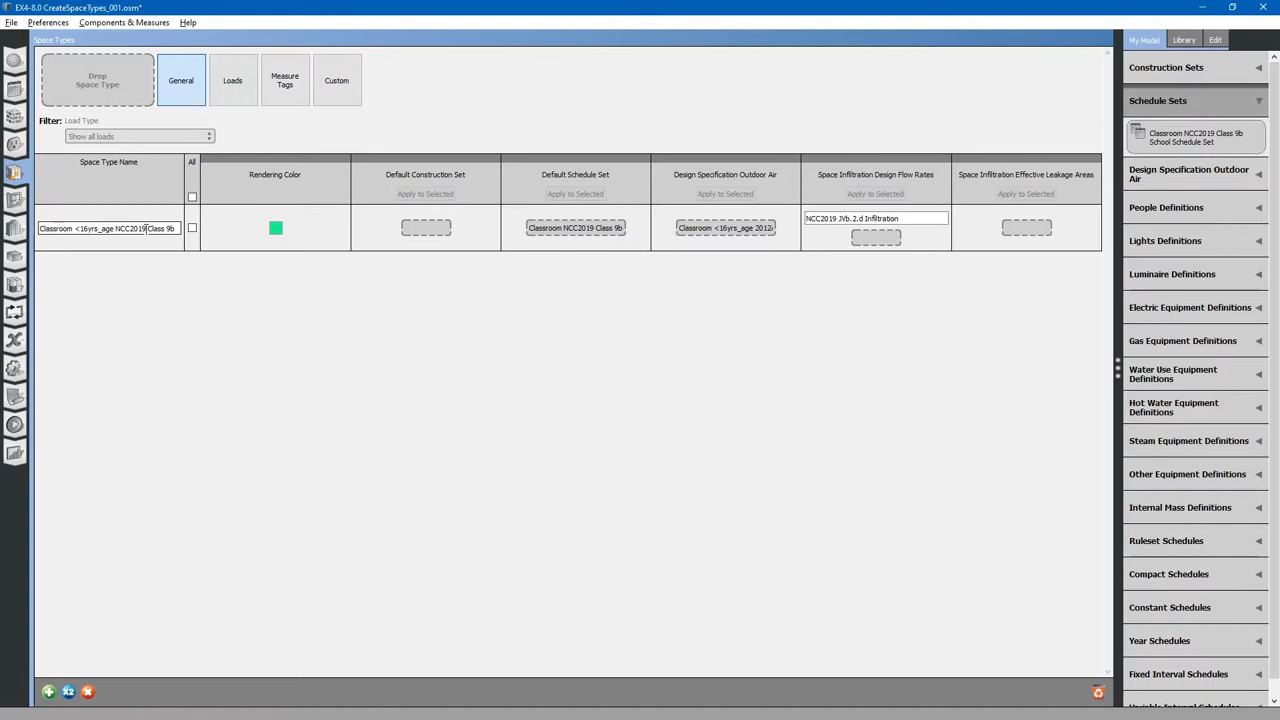 EX4-8.0 CreateSpaceTypes_001.osm*
File Preferences Components & Measures Help
Space Types
My Model Library Edit
Drop
Space Type
General
Loads
Measure
Tags
Custom
Filter: Load Type
Show all loads
Space Type Name
All
Rendering Color
Default Construction Set
Apply to Selected
Default Schedule Set
Apply to Selected
Design Specification Outdoor Air
Apply to Selected
Space Infiltration Design Flow Rates
Apply to Selected
Space Infiltration Effective Leakage Areas
Apply to Selected
Classroom <16yrs_age NCC2019 Class 9b
Classroom NCC2019 Class 9b
Classroom <16yrs_age 2012
NCC2019 JVb.2.d Infiltration
Construction Sets
Schedule Sets
Classroom NCC2019 Class 9b
School Schedule Set
Design Specification Outdoor
Air
People Definitions
Lights Definitions
Luminaire Definitions
Electric Equipment Definitions
Gas Equipment Definitions
Water Use Equipment
Definitions
Hot Water Equipment
Definitions
Steam Equipment Definitions
Other Equipment Definitions
Internal Mass Definitions
Ruleset Schedules
Compact Schedules
Constant Schedules
Year Schedules
Fixed Interval Schedules
Variable Interval Schedules
X2